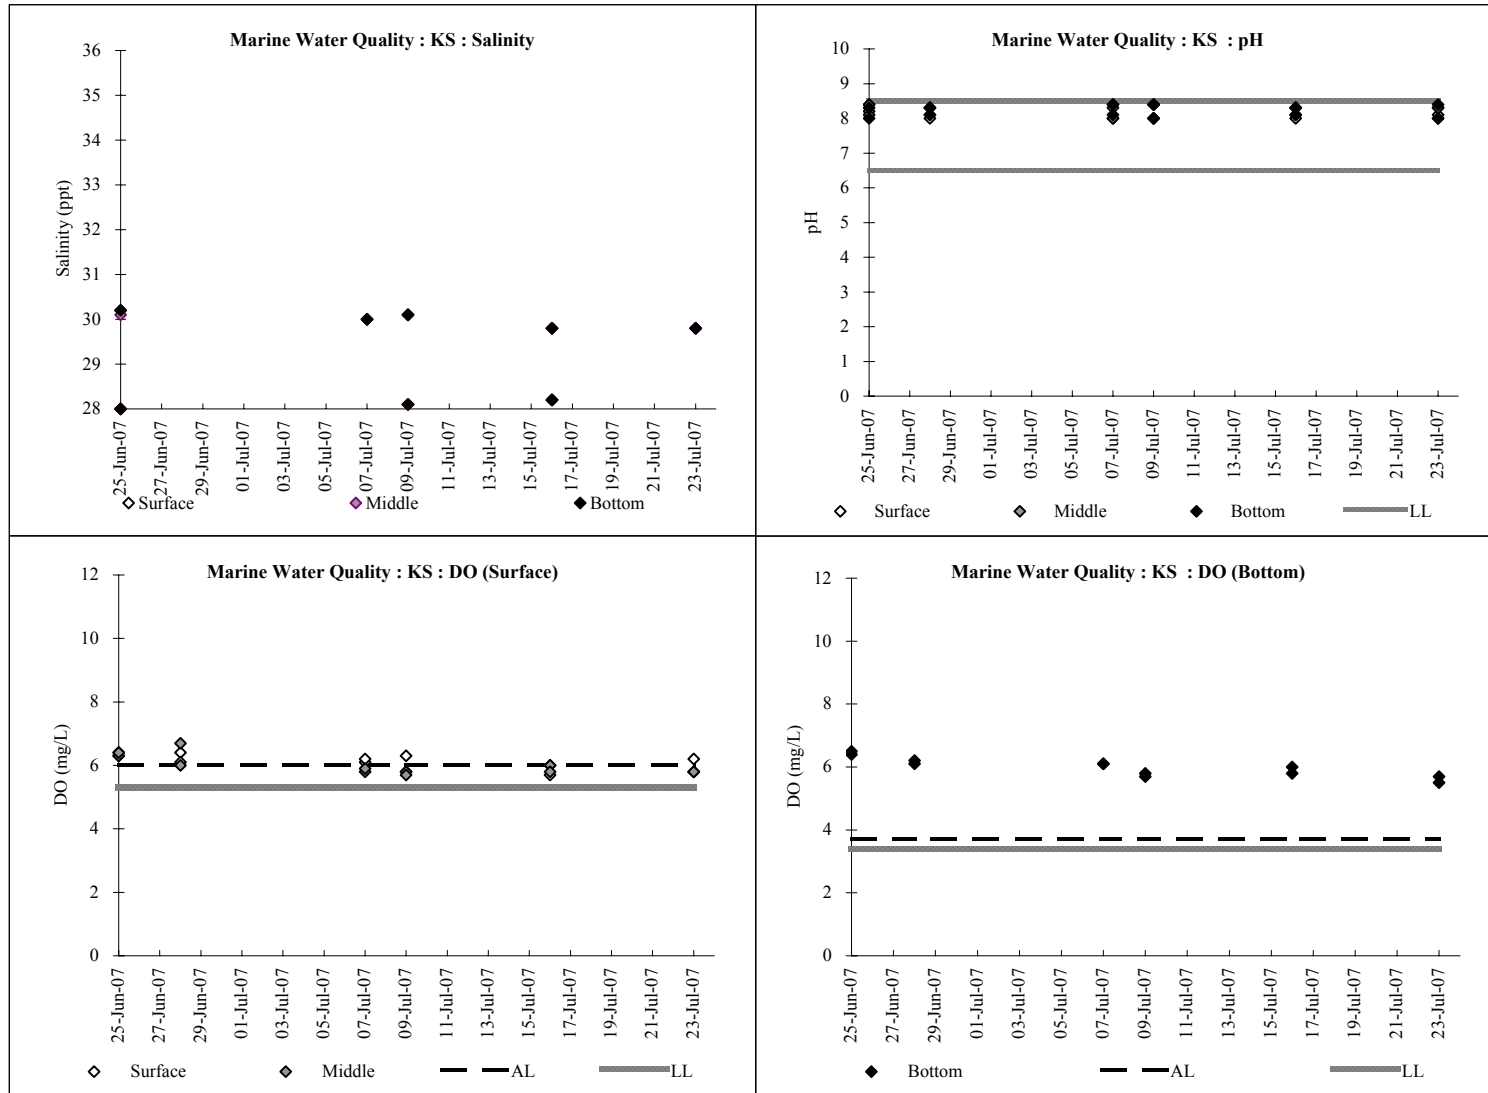 Marine Water Quality : KS : Salinity
36
35
34
33
32
31
30
29
28
Salinity (ppt)
25-Jun-07
27-Jun-07
29-Jun-07
01-Jul-07
03-Jul-07
05-Jul-07
07-Jul-07
09-Jul-07
11-Jul-07
13-Jul-07
15-Jul-07
17-Jul-07
19-Jul-07
21-Jul-07
23-Jul-07
Surface Middle Bottom
Marine Water Quality : KS : pH
10
9
8
7
6
5
4
3
2
1
0
pH
25-Jun-07
27-Jun-07
29-Jun-07
01-Jul-07
03-Jul-07
05-Jul-07
07-Jul-07
09-Jul-07
11-Jul-07
13-Jul-07
15-Jul-07
17-Jul-07
19-Jul-07
21-Jul-07
23-Jul-07
Surface Middle Bottom LL
Marine Water Quality : KS : DO (Surface)
12
10
8
6
4
2
0
DO (mg/L)
25-Jun-07
27-Jun-07
29-Jun-07
01-Jul-07
03-Jul-07
05-Jul-07
07-Jul-07
09-Jul-07
11-Jul-07
13-Jul-07
15-Jul-07
17-Jul-07
19-Jul-07
21-Jul-07
23-Jul-07
Surface Middle AL LL
Marine Water Quality : KS : DO (Bottom)
12
10
8
6
4
2
0
DO (mg/L)
25-Jun-07
27-Jun-07
29-Jun-07
01-Jul-07
03-Jul-07
05-Jul-07
07-Jul-07
09-Jul-07
11-Jul-07
13-Jul-07
15-Jul-07
17-Jul-07
19-Jul-07
21-Jul-07
23-Jul-07
Bottom AL LL